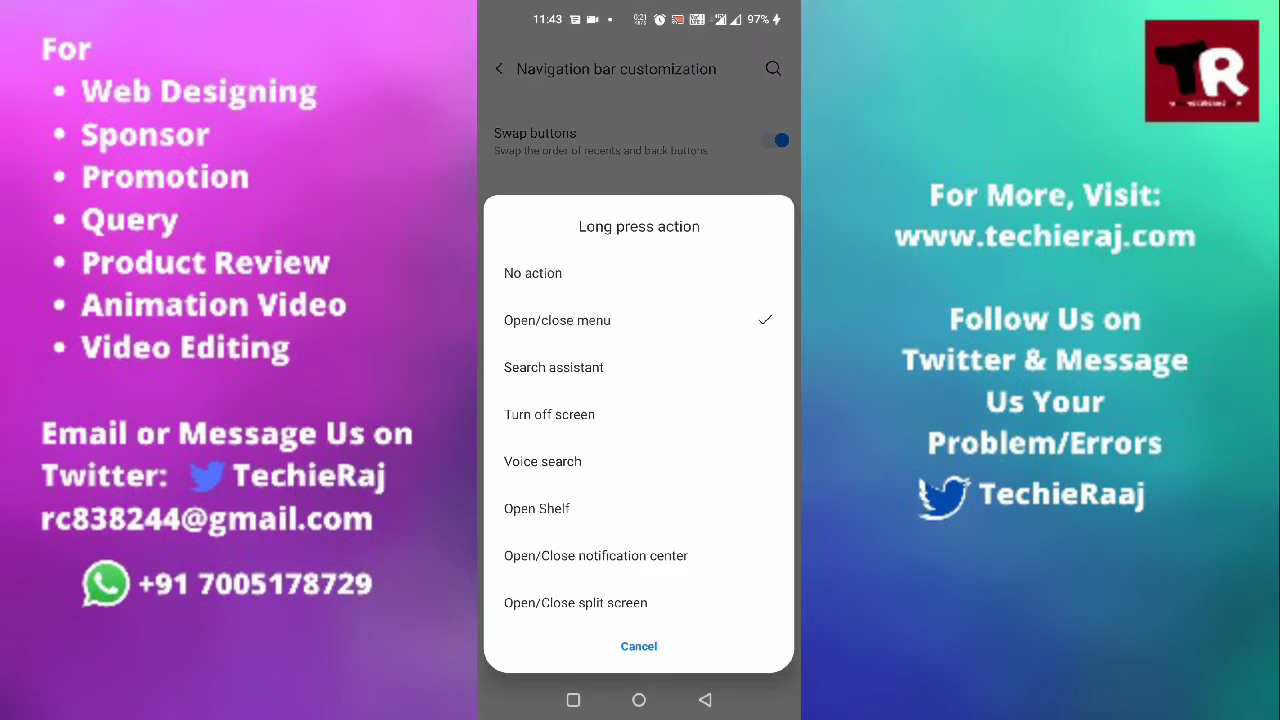 For
• Web Designing
• Sponsor
• Promotion
• Query
• Product Review
• Animation Video
• Video Editing
Email or Message Us on
Twitter: TechieRaj
rc838244@gmail.com
+91 7005178729
11:43
97%
Navigation bar customization
Swap buttons
Swap the order of recents and back buttons
Long press action
No action
Open/close menu
Search assistant
Turn off screen
Voice search
Open Shelf
Open/Close notification center
Open/Close split screen
Cancel
TR
For More, Visit:
www.techieraj.com
Follow Us on
Twitter & Message
Us Your
Problem/Errors
TechieRaaj